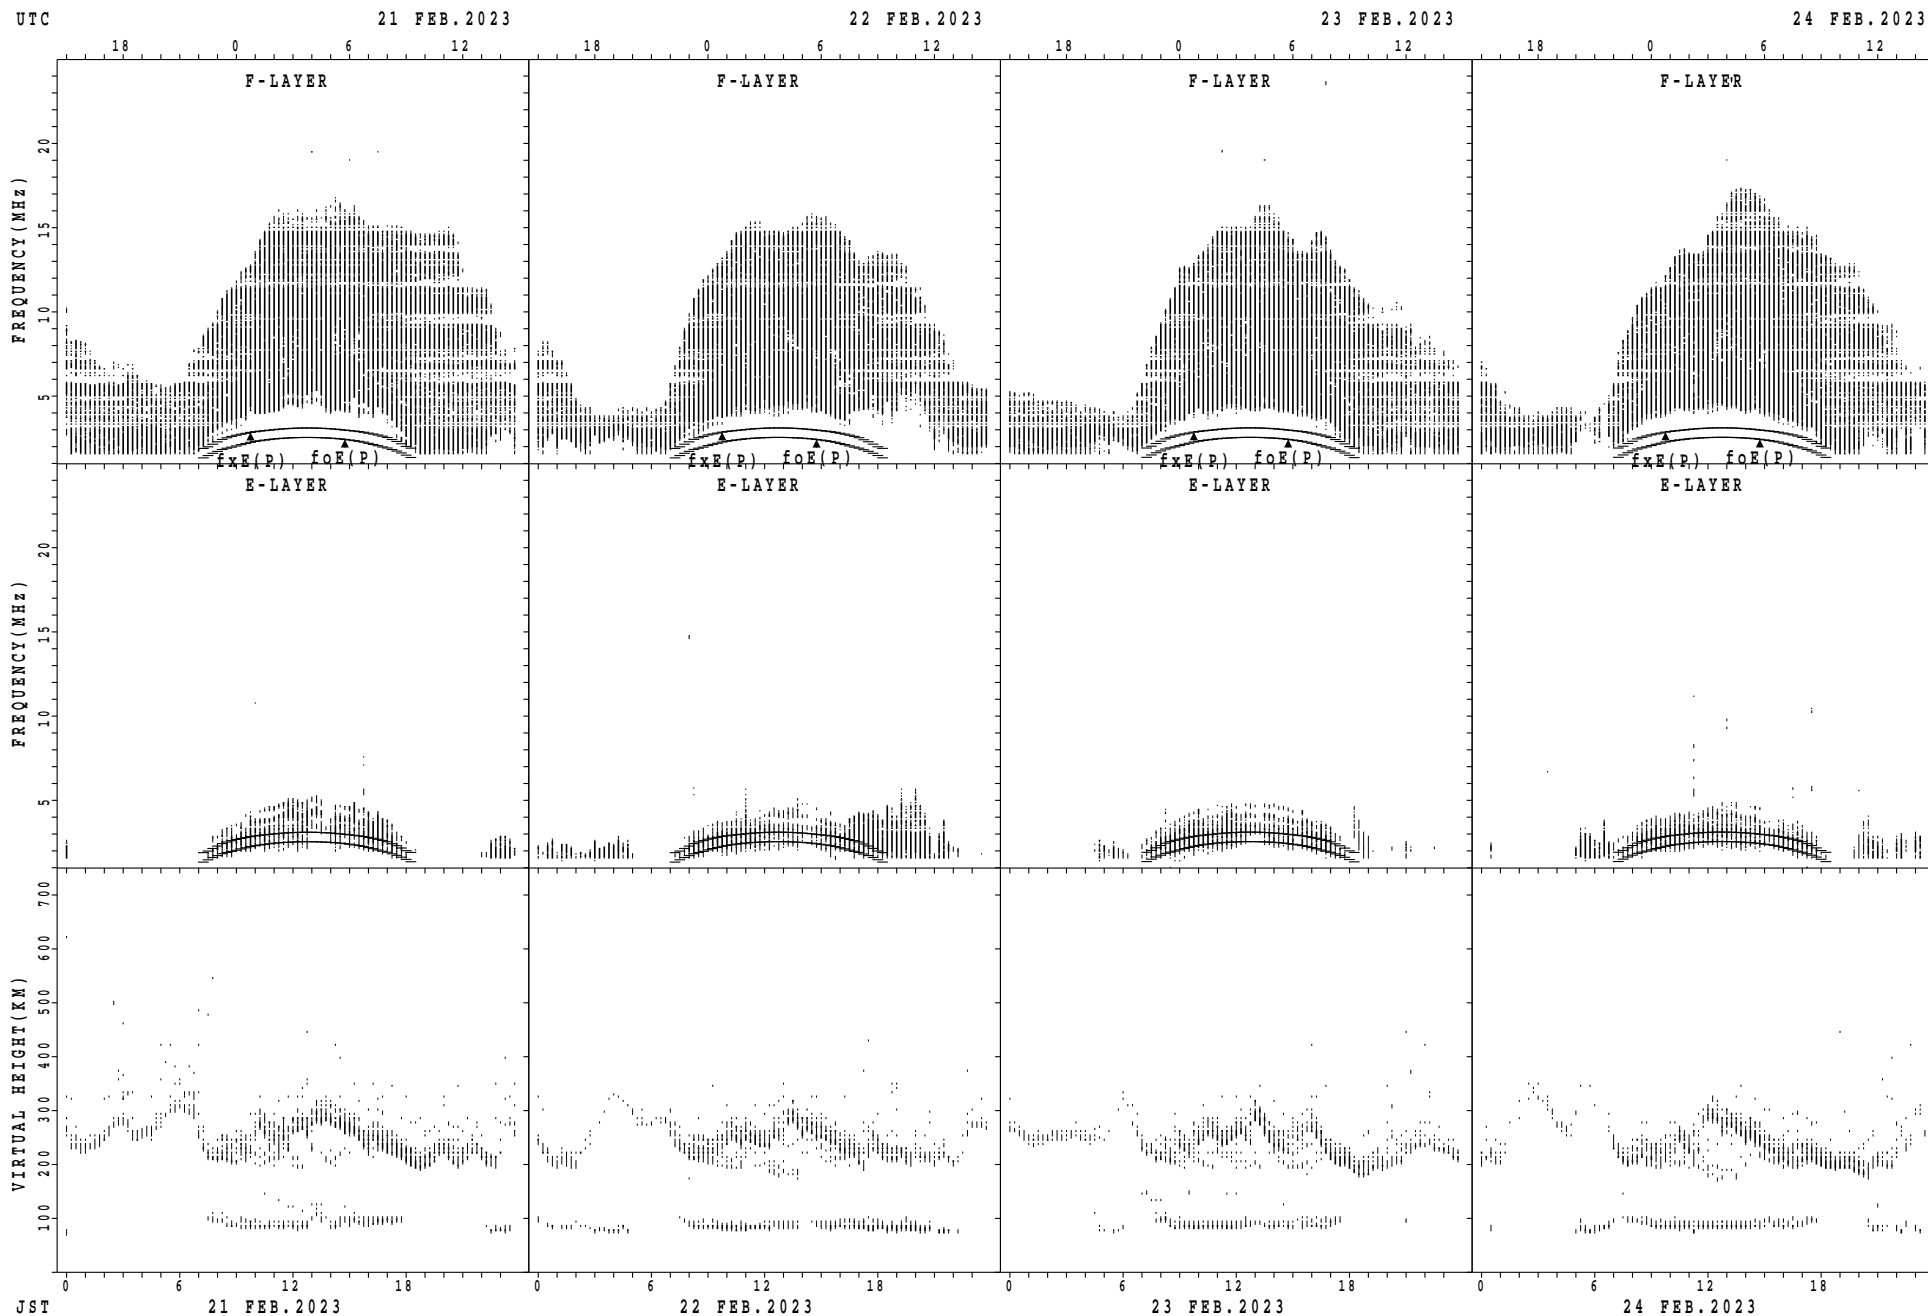 UTC 21 FEB.2023 22 FEB.2023 23 FEB.2023 24 FEB.2023
18 0 6 12 18 0 6 12 18 0 6 12 18 0 6 12
F-LAYER F-LAYER F-LAYER F-LAYER
FREQUENCY(MHz)
20
15
10
5
fxE(P) foE(P) fxE(P) foE(P) fxE(P) foE(P) fxE(P) foE(P)
E-LAYER E-LAYER E-LAYER E-LAYER
FREQUENCY(MHz)
20
15
10
5
VIRTUAL HEIGHT(KM)
700
600
500
400
300
200
100
0 6 12 18 0 6 12 18 0 6 12 18 0 6 12 18
JST 21 FEB.2023 22 FEB.2023 23 FEB.2023 24 FEB.2023